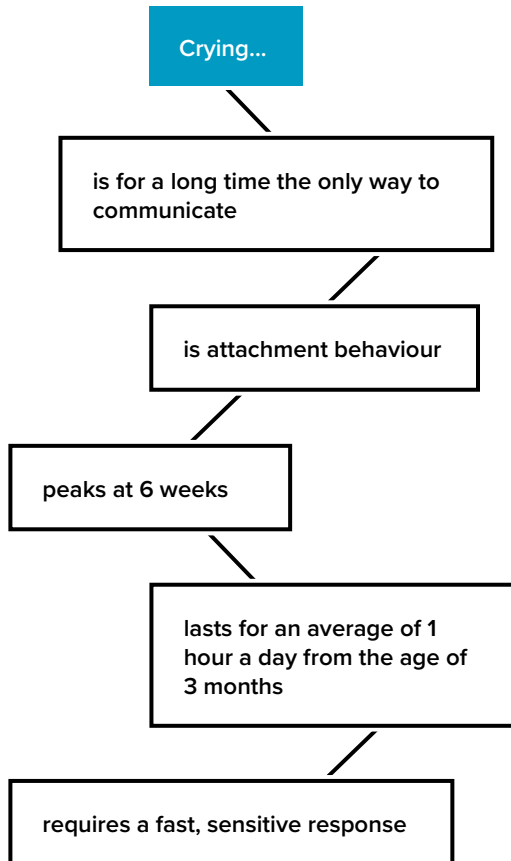 Crying...
is for a long time the only way to
communicate
is attachment behaviour
peaks at 6 weeks
lasts for an average of 1
hour a day from the age of
3 months
requires a fast, sensitive response